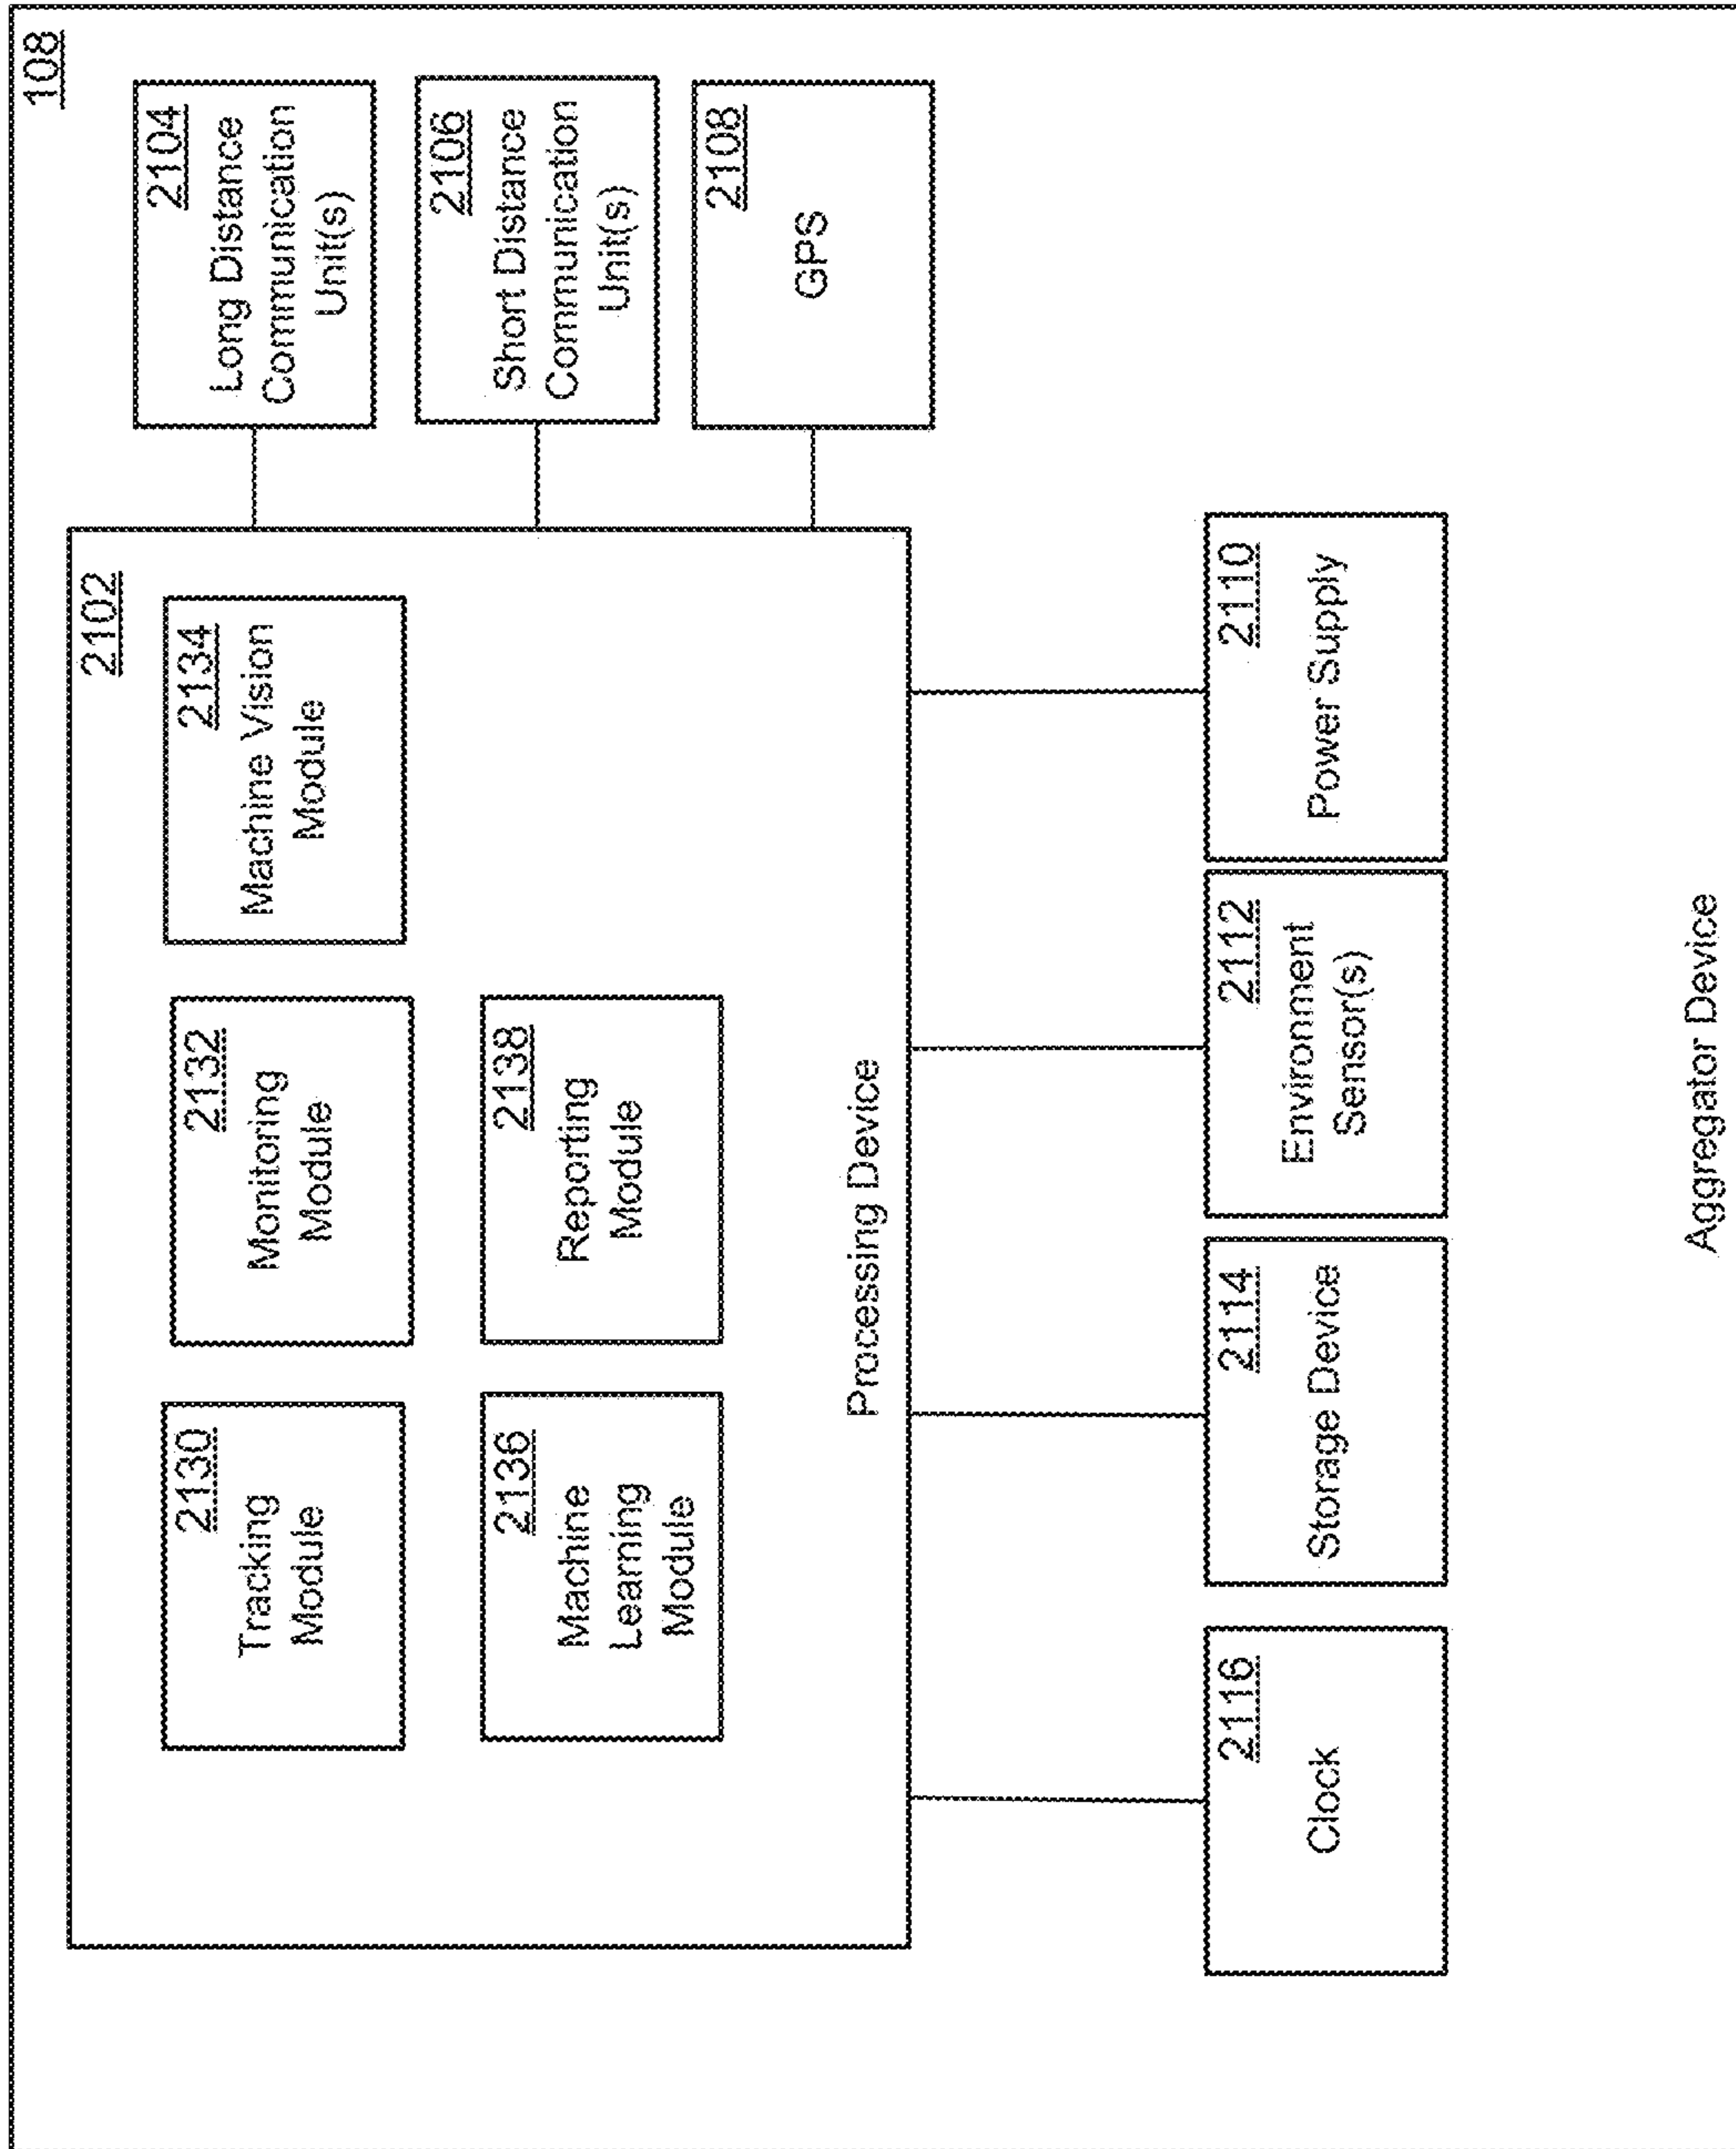 108
2102
2130
Tracking
Module
2132
Monitoring
Module
2134
Machine Vision
Module
2136
Machine
Learning
Module
2138
Reporting
Module
Processing Device
2104
Long Distance
Communication
Unit(s)
2106
Short Distance
Communication
Unit(s)
2108
GPS
2116
Clock
2114
Storage Device
2112
Environment
Sensor(s)
2110
Power Supply
Aggregator Device